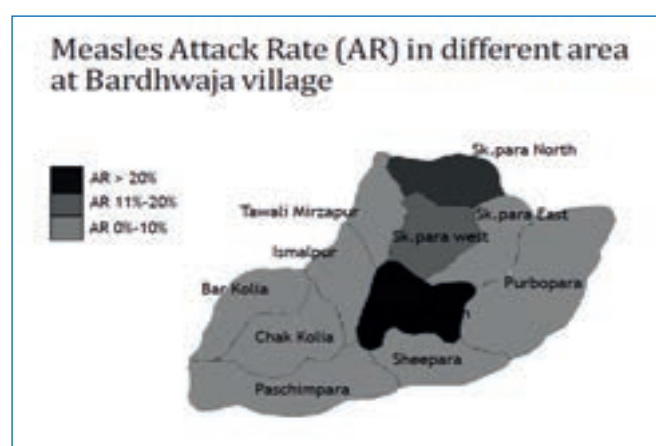 Measles Attack Rate (AR) in different area
at Bardhwaja village
AR > 20%
AR 11%-20%
AR 0%-10%
Sk.para North
Tawali Mirzapur
Sk.para East
Sk.para west
Ismalpur
Bar Kolia
Purbopara
Chak Kolia
Sheepara
Paschimpara